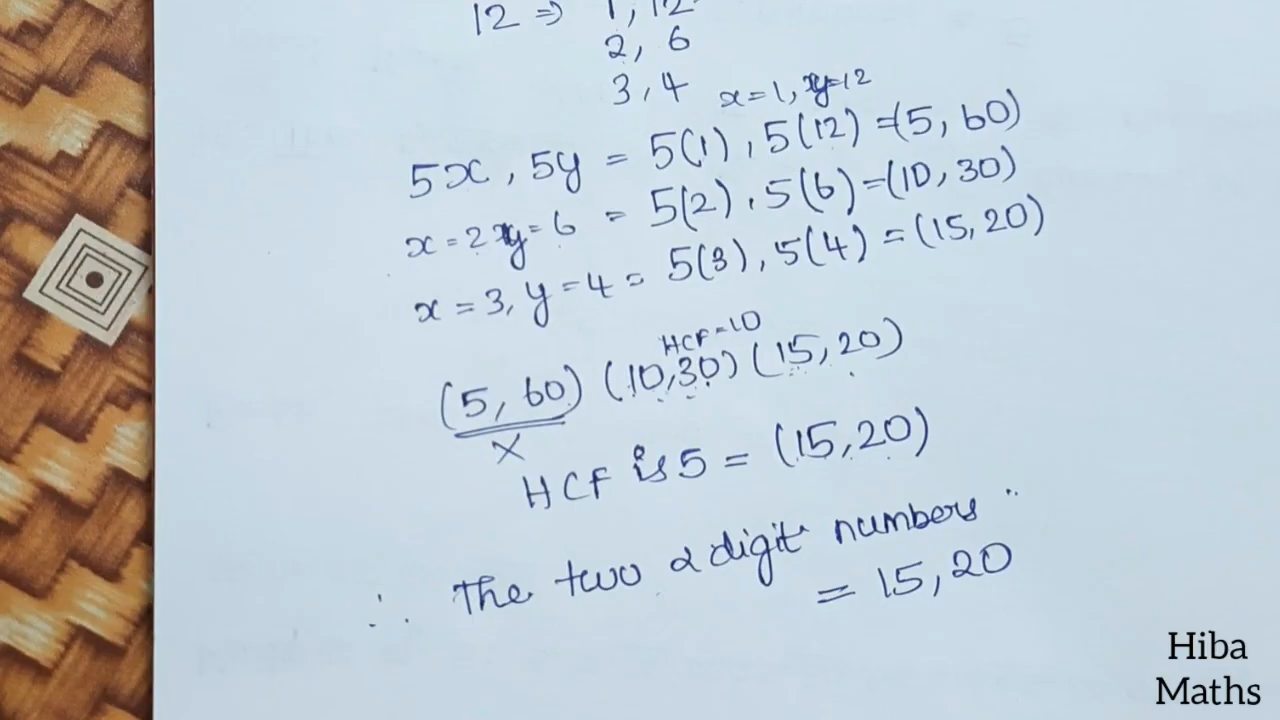 12 ⇒ 1, 12
2, 6
3, 4 x = 1, y = 12
5x, 5y = 5(1), 5(12) = (5, 60)
x = 2 y = 6 = 5(2), 5(6) = (10, 30)
x = 3, y = 4 = 5(3), 5(4) = (15, 20)
HCF = 10
(5, 60) (10, 30) (15, 20)
X
HCF is 5 = (15, 20)
∴ The two 2 digit numbers
= 15, 20
Hiba
Maths